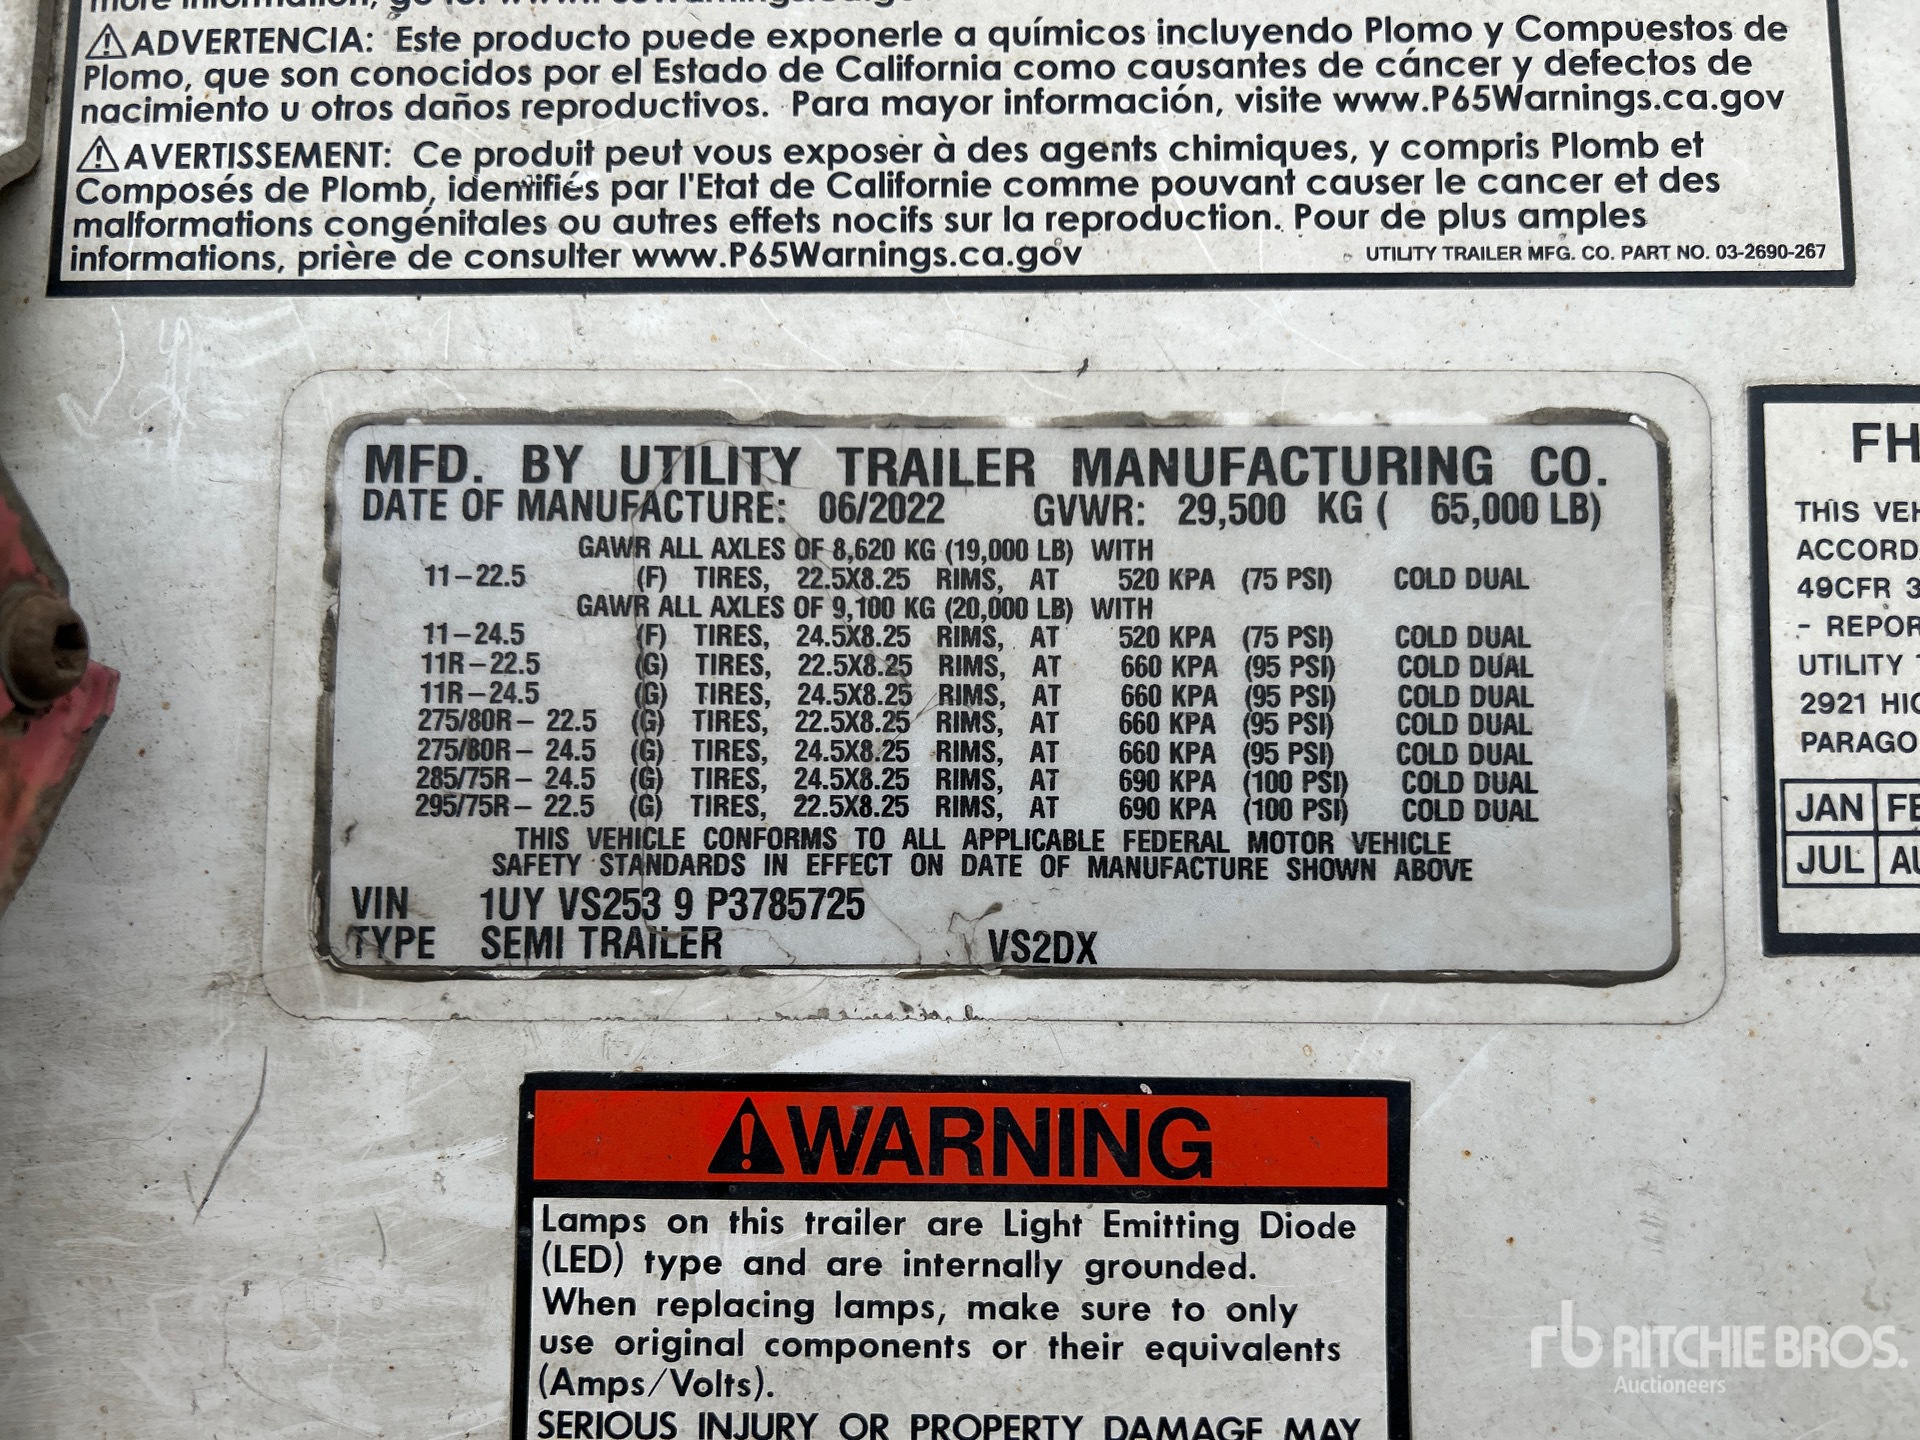 more information, go to: www.P65Warnings.ca.gov
⚠ADVERTENCIA: Este producto puede exponerle a químicos incluyendo Plomo y Compuestos de
Plomo, que son conocidos por el Estado de California como causantes de cáncer y defectos de
nacimiento u otros daños reproductivos. Para mayor información, visite www.P65Warnings.ca.gov
⚠AVERTISSEMENT: Ce produit peut vous exposer à des agents chimiques, y compris Plomb et
Composés de Plomb, identifiés par l'Etat de Californie comme pouvant causer le cancer et des
malformations congénitales ou autres effets nocifs sur la reproduction. Pour de plus amples
informations, prière de consulter www.P65Warnings.ca.gov
UTILITY TRAILER MFG. CO. PART NO. 03-2690-267
MFD. BY UTILITY TRAILER MANUFACTURING CO.
DATE OF MANUFACTURE: 06/2022 GVWR: 29,500 KG ( 65,000 LB)
GAWR ALL AXLES OF 8,620 KG (19,000 LB) WITH
11-22.5 (F) TIRES, 22.5X8.25 RIMS, AT 520 KPA (75 PSI) COLD DUAL
GAWR ALL AXLES OF 9,100 KG (20,000 LB) WITH
11-24.5 (F) TIRES, 24.5X8.25 RIMS, AT 520 KPA (75 PSI) COLD DUAL
11R-22.5 (G) TIRES, 22.5X8.25 RIMS, AT 660 KPA (95 PSI) COLD DUAL
11R-24.5 (G) TIRES, 24.5X8.25 RIMS, AT 660 KPA (95 PSI) COLD DUAL
275/80R- 22.5 (G) TIRES, 22.5X8.25 RIMS, AT 660 KPA (95 PSI) COLD DUAL
275/80R- 24.5 (G) TIRES, 24.5X8.25 RIMS, AT 660 KPA (95 PSI) COLD DUAL
285/75R- 24.5 (G) TIRES, 24.5X8.25 RIMS, AT 690 KPA (100 PSI) COLD DUAL
295/75R- 22.5 (G) TIRES, 22.5X8.25 RIMS, AT 690 KPA (100 PSI) COLD DUAL
THIS VEHICLE CONFORMS TO ALL APPLICABLE FEDERAL MOTOR VEHICLE
SAFETY STANDARDS IN EFFECT ON DATE OF MANUFACTURE SHOWN ABOVE
VIN 1UY VS253 9 P3785725
TYPE SEMI TRAILER VS2DX
FH
THIS VEH
ACCORD
49CFR 3
- REPOR
UTILITY T
2921 HIG
PARAGO
JAN FE
JUL AU
⚠WARNING
Lamps on this trailer are Light Emitting Diode
(LED) type and are internally grounded.
When replacing lamps, make sure to only
use original components or their equivalents
(Amps/Volts).
SERIOUS INJURY OR PROPERTY DAMAGE MAY
rb RITCHIE BROS.
Auctioneers